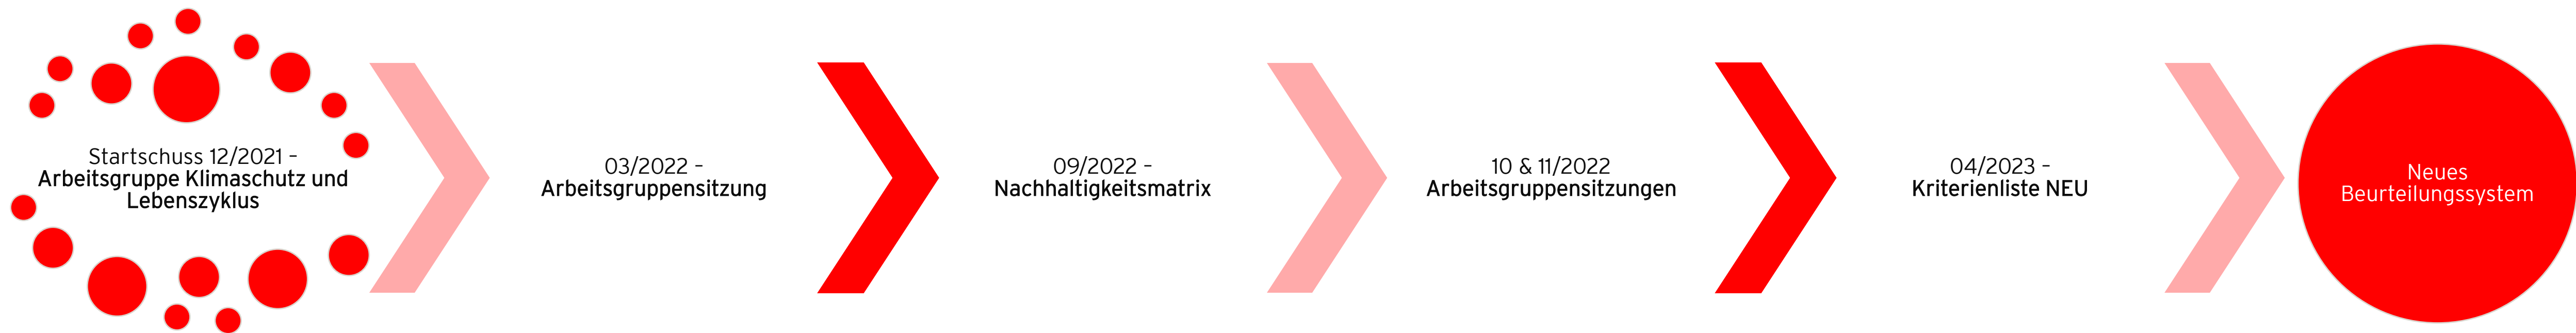 Startschuss 12/2021 –
Arbeitsgruppe Klimaschutz und
Lebenszyklus
03/2022 –
Arbeitsgruppensitzung
09/2022 –
Nachhaltigkeitsmatrix
10 & 11/2022
Arbeitsgruppensitzungen
04/2023 –
Kriterienliste NEU
Neues
Beurteilungssystem